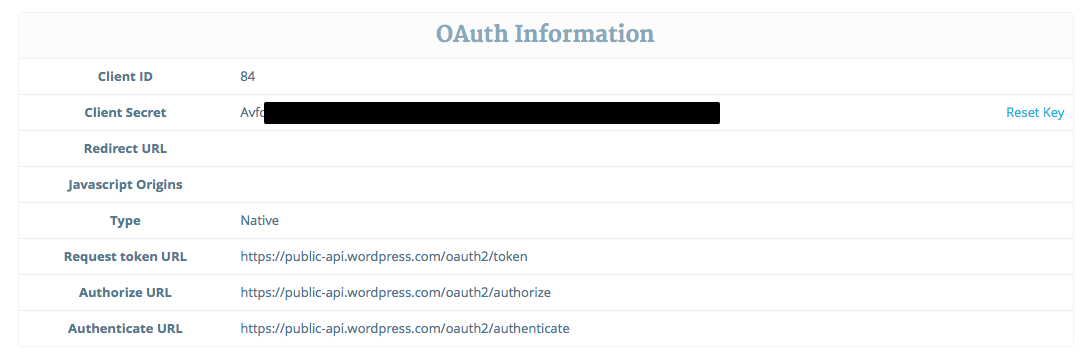 OAuth Information
Client ID 84
Client Secret Reset Key
Redirect URL
Javascript Origins
Type Native
Request token URL https://public-api.wordpress.com/oauth2/token
Authorize URL https://public-api.wordpress.com/oauth2/authorize
Authenticate URL https://public-api.wordpress.com/oauth2/authenticate